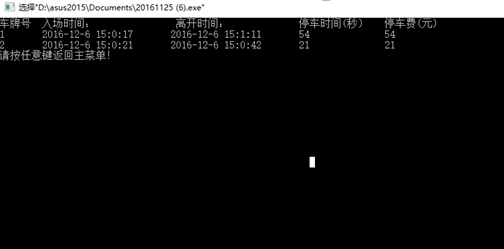 选择"D:\asus2015\Documents\20161125 (6).exe"
车牌号 入场时间: 离开时间: 停车时间(秒) 停车费(元)
1 2016-12-6 15:0:17 2016-12-6 15:1:11 54 54
2 2016-12-6 15:0:21 2016-12-6 15:0:42 21 21
请按任意键返回主菜单!